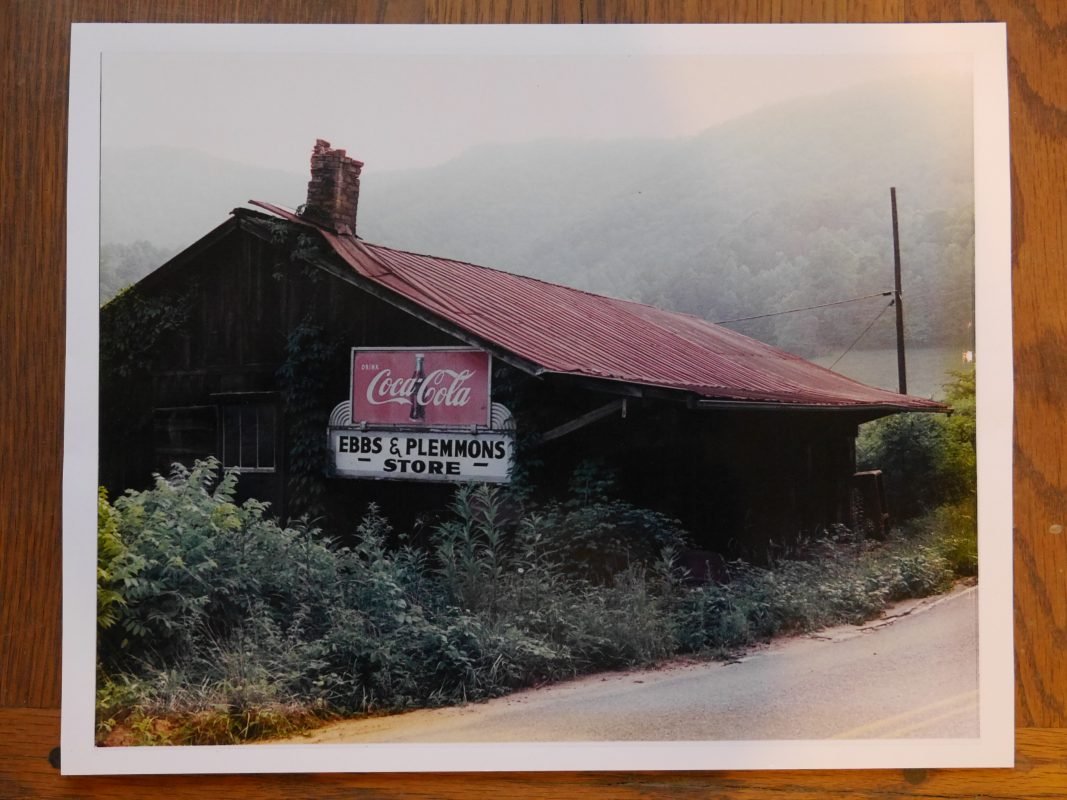 DRINK
Coca-Cola
EBBS & PLEMMONS
- STORE -